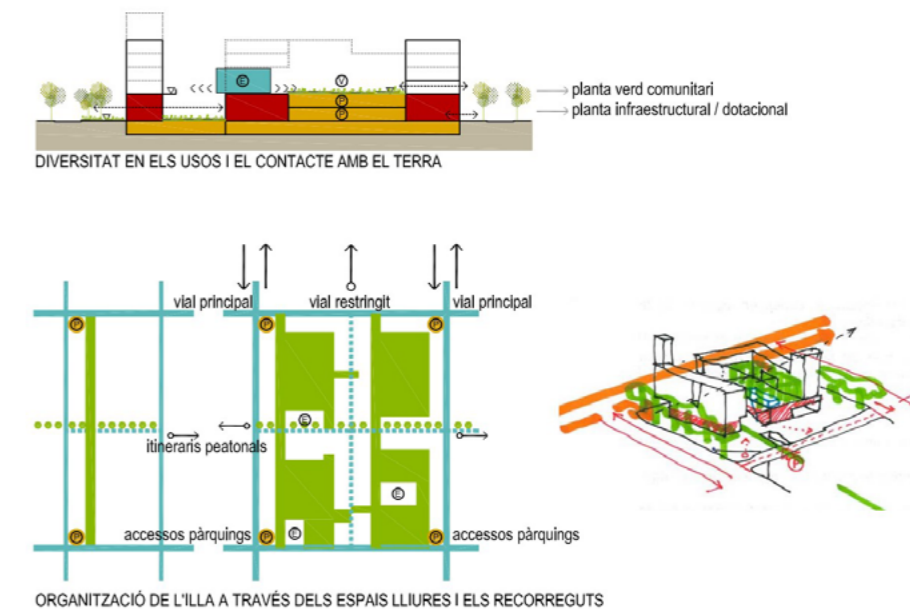 E
V
P
P
planta verd comunitari
planta infraestructural / dotacional
DIVERSITAT EN ELS USOS I EL CONTACTE AMB EL TERRA
vial principal
vial restringit
vial principal
P
P
P
E
itineraris peatonals
E
P
accessos pàrquings
P
E
P
accessos pàrquings
P
ORGANITZACIÓ DE L'ILLA A TRAVÉS DELS ESPAIS LLIURES I ELS RECORREGUTS